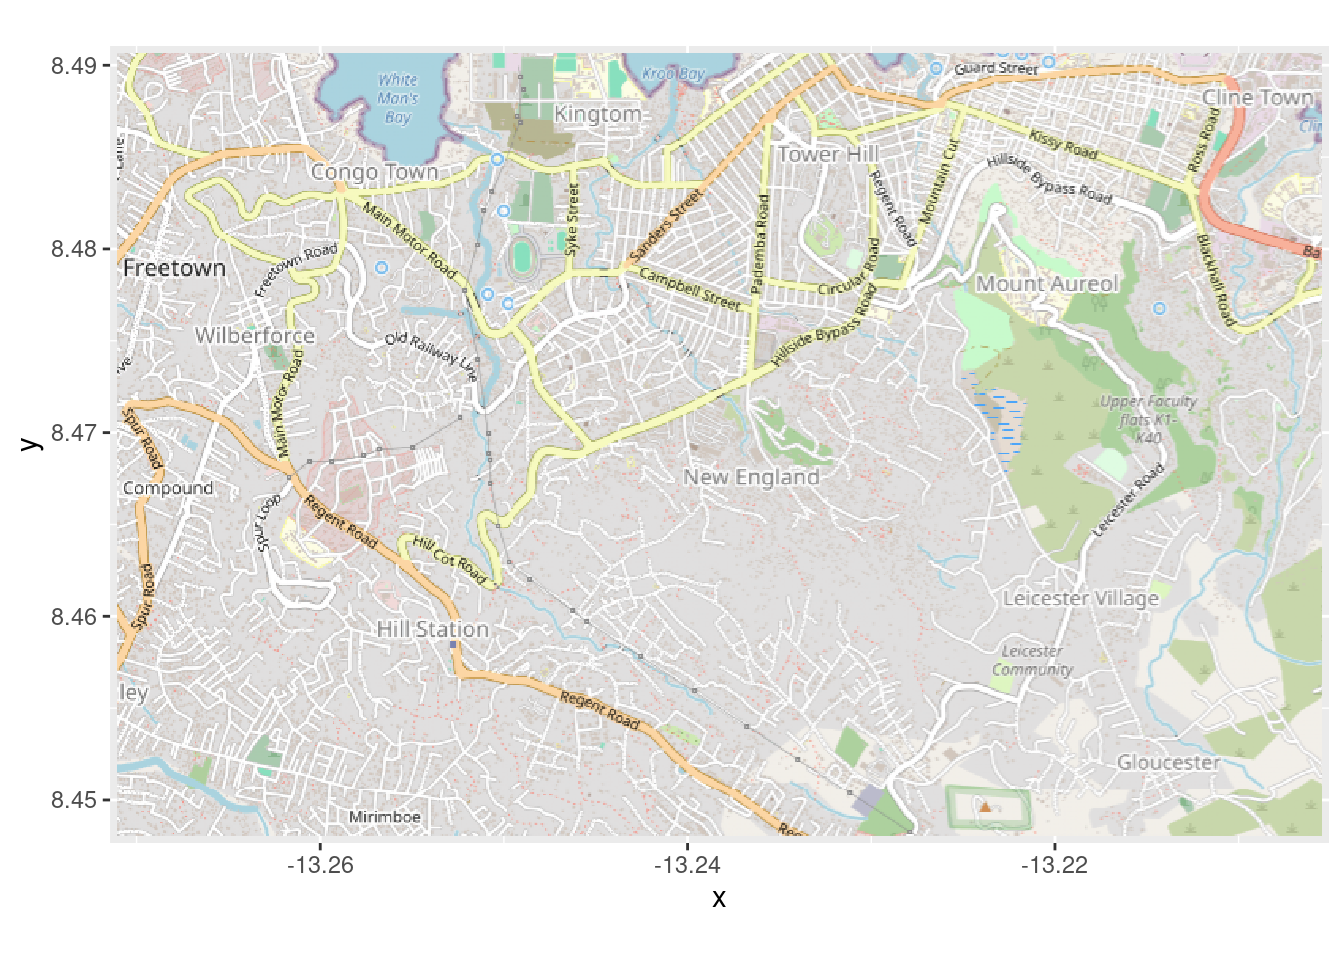 8.49
8.48
8.47
8.46
8.45
y
-13.26
-13.24
-13.22
x
White
Man's
Bay
Kroo Bay
Guard Street
Cline Town
Kingtom
Congo Town
Tower Hill
Kissy Road
Ross Road
Hillside Bypass Road
Mountain Cut
Regent Road
Main Motor Road
Syke Street
Sanders Street
Pademba Road
Freetown
Freetown Road
Campbell Street
Circular Road
Mount Aureol
Blackhall Road
Ba
Wilberforce
Old Railway Line
Hillside Bypass Road
Main Motor Road
Upper Faculty
flats K1-
K40
Spur Road
Compound
New England
Leicester Road
Spur Loop
Regent Road
Hill Cot Road
Spur Road
Leicester Village
Hill Station
Leicester
Community
ley
Regent Road
Gloucester
Mirimboe